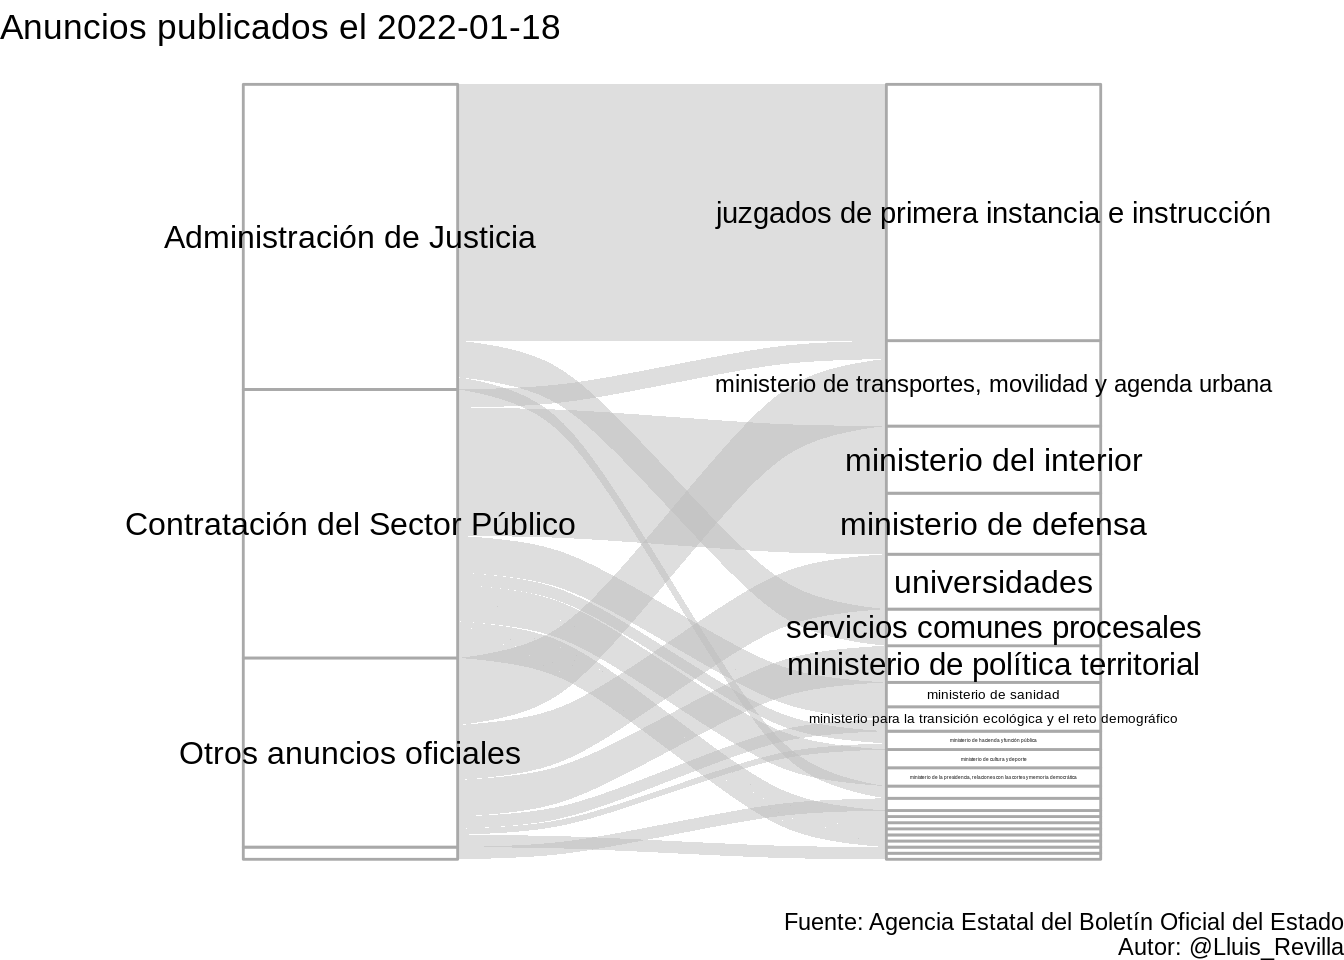 Anuncios publicados el 2022-01-18
Administración de Justicia
Contratación del Sector Público
Otros anuncios oficiales
juzgados de primera instancia e instrucción
ministerio de transportes, movilidad y agenda urbana
ministerio del interior
ministerio de defensa
universidades
servicios comunes procesales
ministerio de política territorial
ministerio de sanidad
ministerio para la transición ecológica y el reto demográfico
ministerio de hacienda y función pública
ministerio de cultura y deporte
ministerio de la presidencia, relaciones con las cortes y memoria democrática
Fuente: Agencia Estatal del Boletín Oficial del Estado
Autor: @Lluis_Revilla